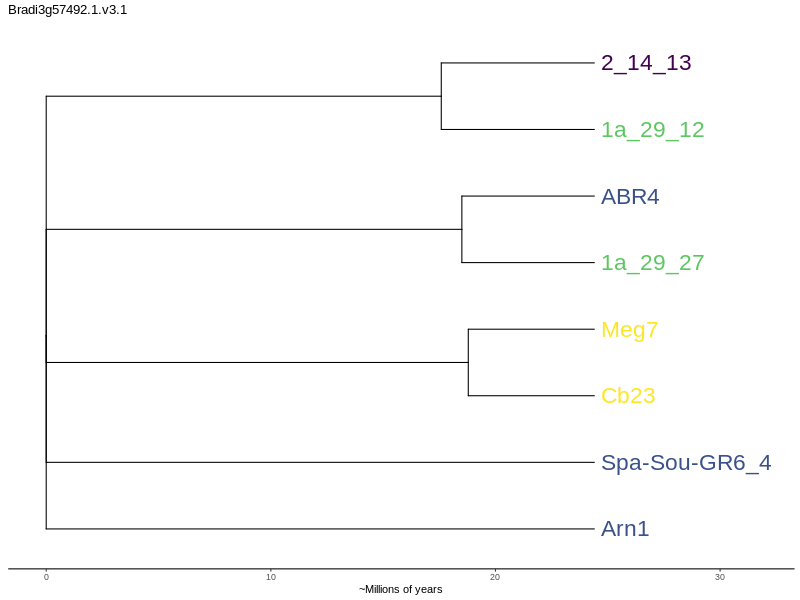 Bradi3g57492.1.v3.1
2_14_13
1a_29_12
ABR4
1a_29_27
Meg7
Cb23
Spa-Sou-GR6_4
Arn1
0 10 20 30
~Millions of years